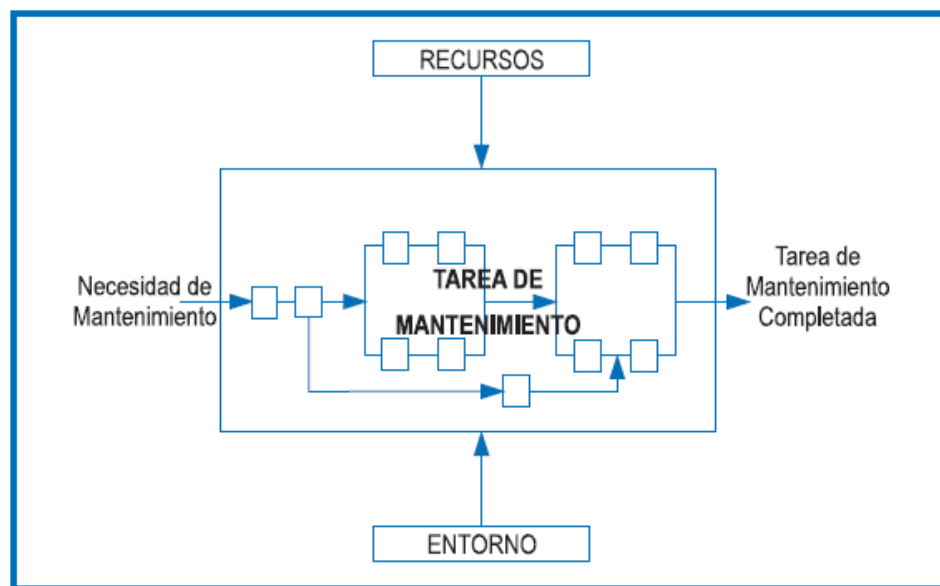 RECURSOS
Necesidad de
Mantenimiento
TAREA DE
MANTENIMIENTO
Tarea de
Mantenimiento
Completada
ENTORNO